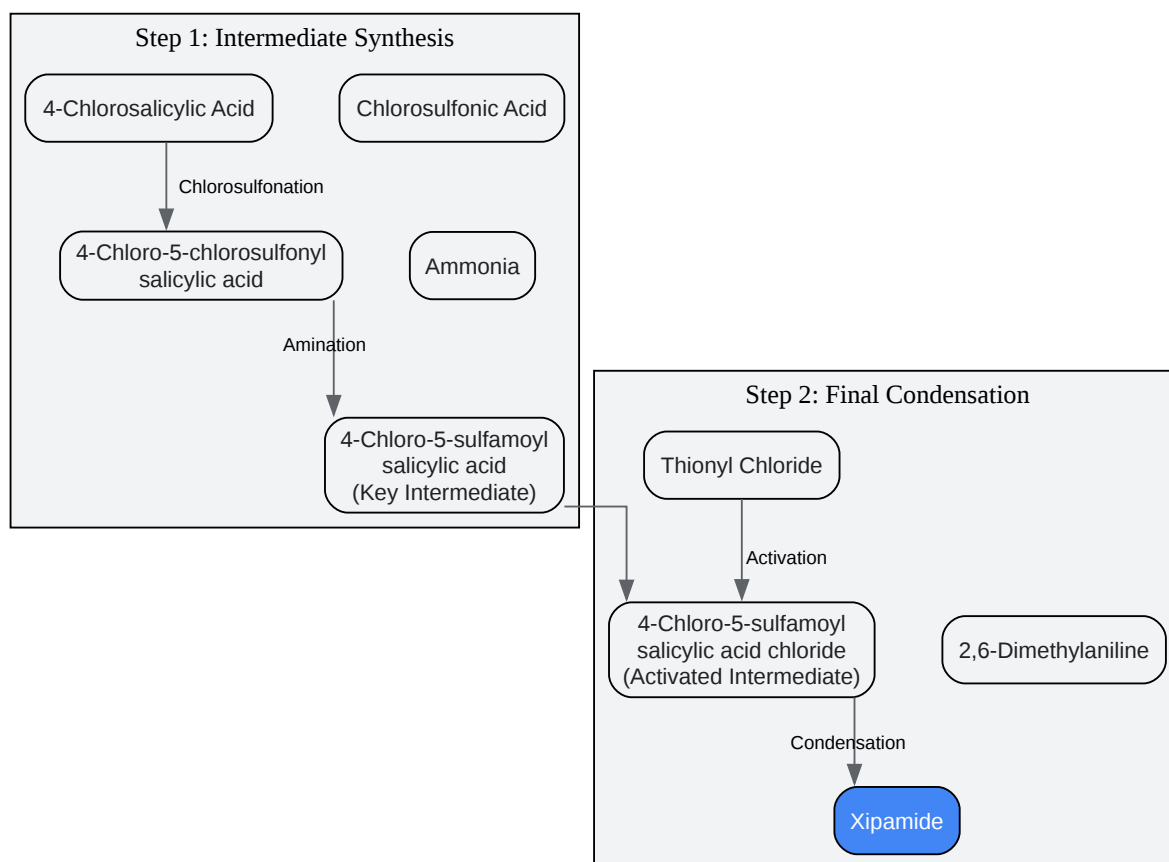 Step 1: Intermediate Synthesis
4-Chlorosalicylic Acid
Chlorosulfonic Acid
Chlorosulfonation
4-Chloro-5-chlorosulfonyl
salicylic acid
Ammonia
Amination
4-Chloro-5-sulfamoyl
salicylic acid
(Key Intermediate)
Step 2: Final Condensation
Thionyl Chloride
Activation
4-Chloro-5-sulfamoyl
salicylic acid chloride
(Activated Intermediate)
2,6-Dimethylaniline
Condensation
Xipamide